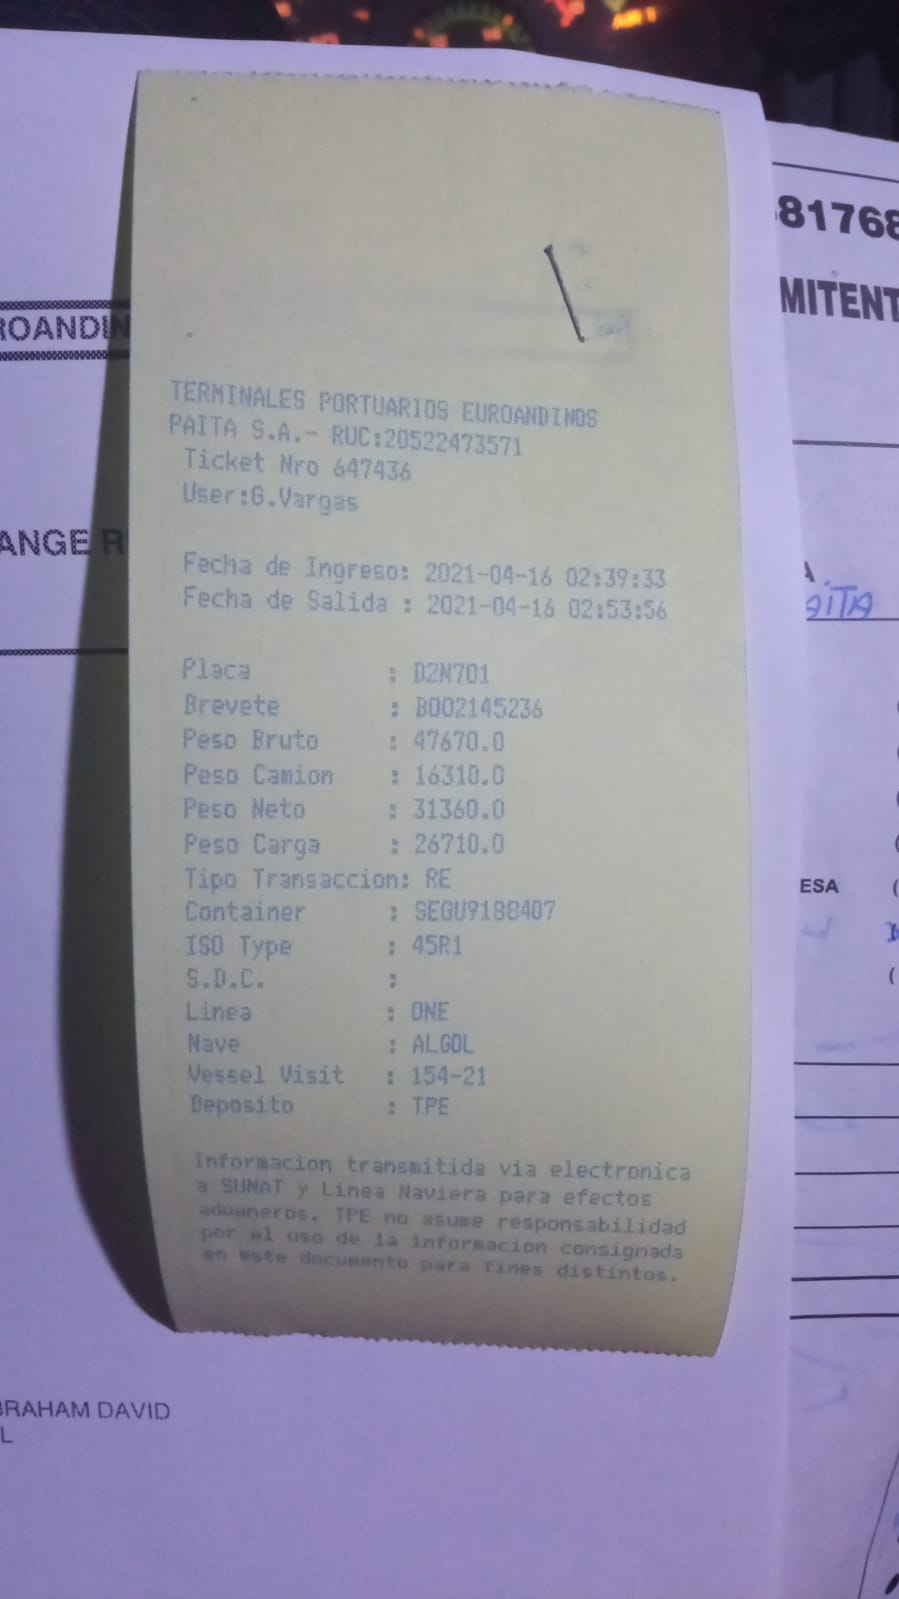 TERMINALES PORTUARIOS EUROANDINOS
PAITA S.A.- RUC:20522473571
Ticket Nro 647436
User:G.Vargas
Fecha de Ingreso: 2021-04-16 02:39:33
Fecha de Salida : 2021-04-16 02:53:56
Placa : D2N701
Brevete : B002145236
Peso Bruto : 47670.0
Peso Camion : 16310.0
Peso Neto : 31360.0
Peso Carga : 26710.0
Tipo Transaccion: RE
Container : SEGU9188407
ISO Type : 45R1
S.D.C. :
Linea : ONE
Nave : ALGOL
Vessel Visit : 154-21
Deposito : TPE
Informacion transmitida via electronica
a SUNAT y Linea Naviera para efectos
aduaneros. TPE no asume responsabilidad
por el uso de la informacion consignada
en este documento para fines distintos.
ROANDIN
ANGE R
RAHAM DAVID
L
81768
MITENT
A
AITA
ESA